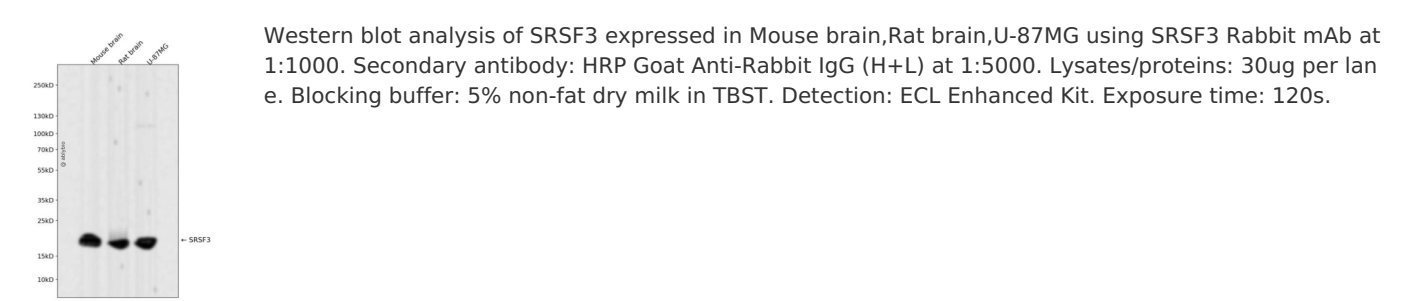 Mouse brain
Rat brain
U-87MG
250kD
130kD
100kD
70kD
55kD
35kD
25kD
15kD
10kD
@ abiybio
← SRSF3
Western blot analysis of SRSF3 expressed in Mouse brain,Rat brain,U-87MG using SRSF3 Rabbit mAb at
1:1000. Secondary antibody: HRP Goat Anti-Rabbit IgG (H+L) at 1:5000. Lysates/proteins: 30ug per lan
e. Blocking buffer: 5% non-fat dry milk in TBST. Detection: ECL Enhanced Kit. Exposure time: 120s.